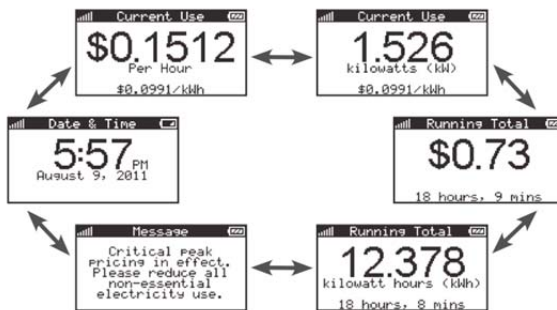 Current Use
$0.1512
Per Hour
$0.0991/kWh
Current Use
1.526
kilowatts (kW)
$0.0991/kWh
Date & Time
5:57 PM
August 9, 2011
Running Total
$0.73
18 hours, 9 mins
Message
Critical peak
pricing in effect.
Please reduce all
non-essential
electricity use.
Running Total
12.378
kilowatt hours (kWh)
18 hours, 8 mins